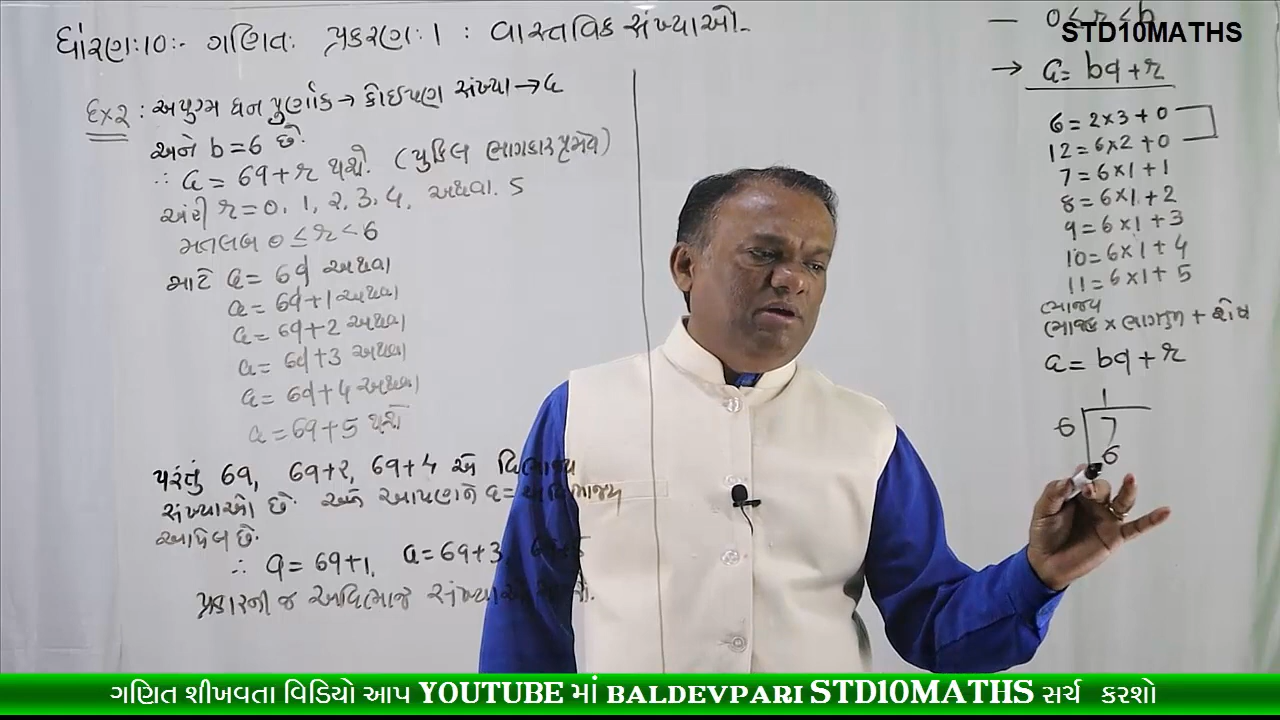 ધોરણ:10:- ગણિત: પ્રકરણ:1 : વાસ્તવિક સંખ્યાઓ-
Ex 2 : અયુગ્મ ધન પુર્ણાંક → કોઈપણ સંખ્યા → a
અને b = 6 છે.
∴ a = 6q + r થશે. (યુક્લિડ ભાગાકાર પ્રમેય)
અહીં r = 0, 1, 2, 3, 4, અથવા 5
મતલબ 0 ≤ r < 6
માટે a = 6q અથવા
a = 6q+1 અથવા
a = 6q+2 અથવા
a = 6q+3 અથવા
a = 6q+4 અથવા
a = 6q+5 થશે
પરંતું 6q, 6q+2, 6q+4 એ વિભાજ્ય
સંખ્યાઓ છે અને આપણને a =
આપેલ છે.
∴ a = 6q+1, a = 6q+3,
પ્રકારની જ
— 0 ≤ r < b
STD10MATHS
→ a = bq + r
6 = 2×3 + 0
12 = 6×2 + 0
7 = 6×1 + 1
8 = 6×1 + 2
9 = 6×1 + 3
10 = 6×1 + 4
11 = 6×1 + 5
ભાજ્ય
ભાજક × ભાગફળ + શેષ
a = bq + r
1
6 7
6
ગણિત શીખવતા વિડિયો આપ YOUTUBE માં BALDEVPARI STD10MATHS સર્ચ કરશો